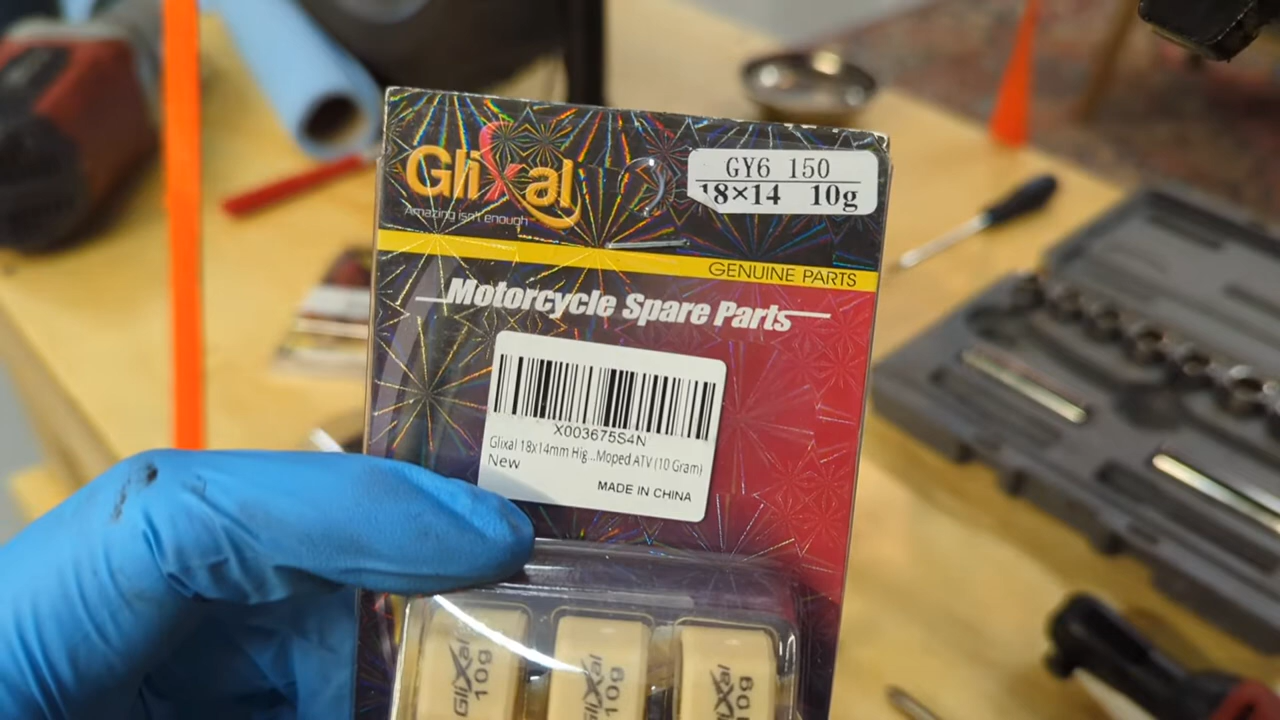 Glixal
Amazing isn't enough
GY6 150
18×14 10g
GENUINE PARTS
Motorcycle Spare Parts
X003675S4N
Glixal 18x14mm Hig...Moped ATV (10 Gram)
New
MADE IN CHINA
Glixal 10g
Glixal 10g
Glixal 10g